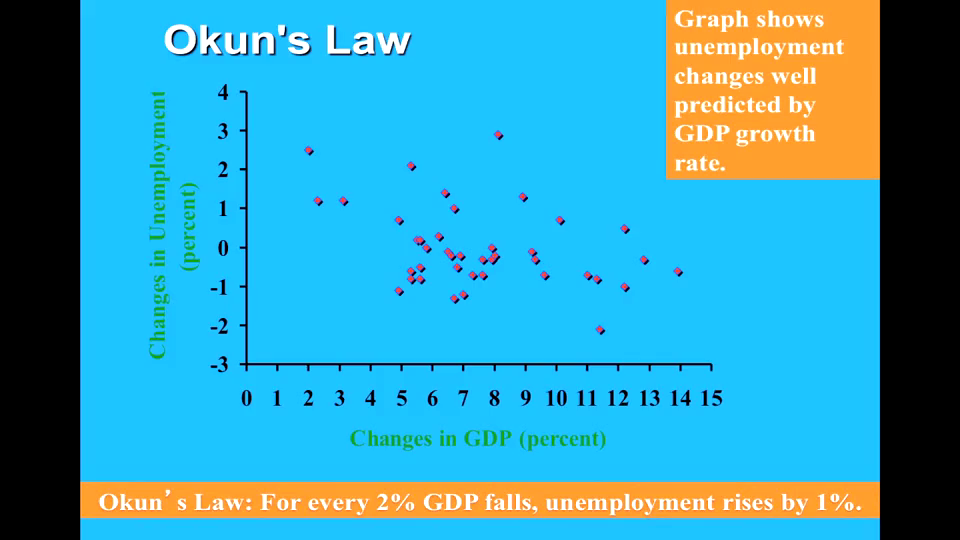 Okun's Law
Graph shows
unemployment
changes well
predicted by
GDP growth
rate.
Changes in Unemployment
(percent)
4
3
2
1
0
-1
-2
-3
0 1 2 3 4 5 6 7 8 9 10 11 12 13 14 15
Changes in GDP (percent)
Okun’s Law: For every 2% GDP falls, unemployment rises by 1%.